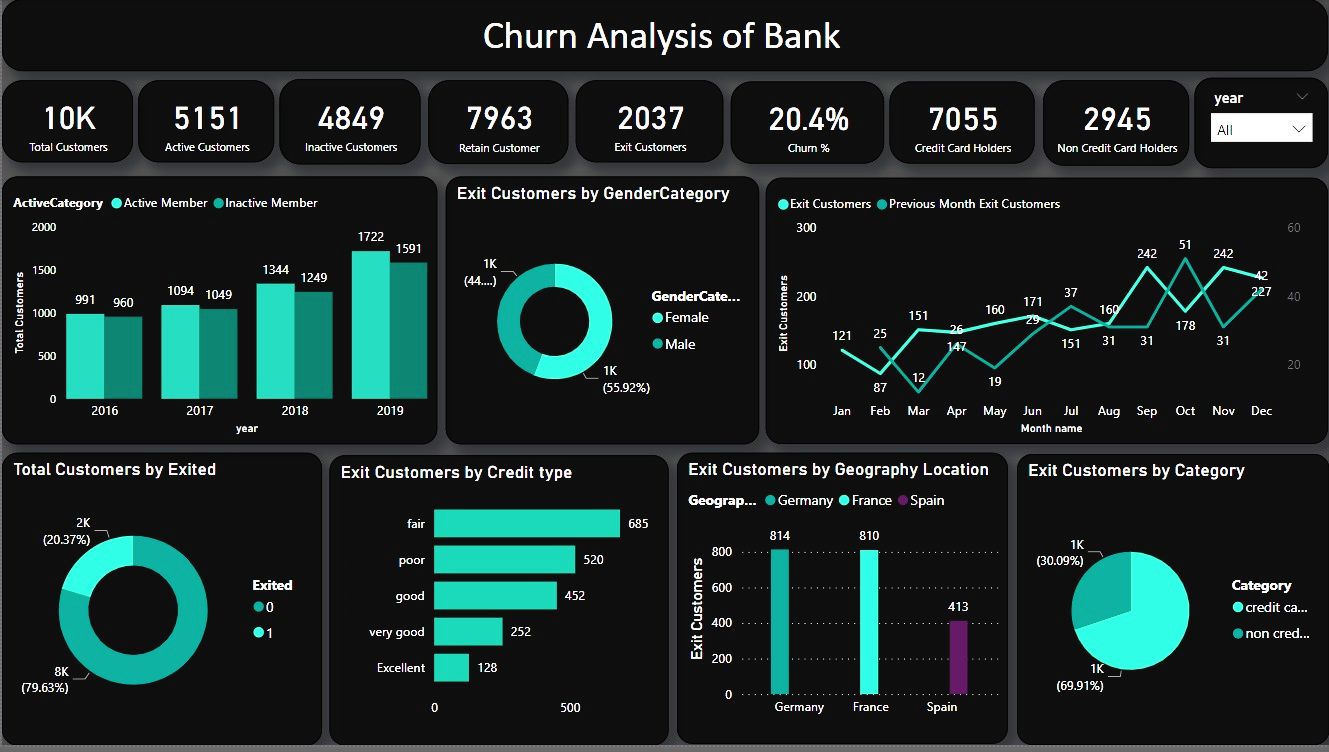 Churn Analysis of Bank
10K
Total Customers
5151
Active Customers
4849
Inactive Customers
7963
Retain Customer
2037
Exit Customers
20.4%
Churn %
7055
Credit Card Holders
2945
Non Credit Card Holders
year
All
ActiveCategory Active Member Inactive Member
Total Customers
2000
1500
1000
500
0
991 960
1094 1049
1344 1249
1722 1591
2016 2017 2018 2019
year
Exit Customers by GenderCategory
1K
(44....)
1K
(55.92%)
GenderCate...
Female
Male
Exit Customers Previous Month Exit Customers
Exit Customers
300
200
100
60
40
20
121 87 151 147 160 171 151 160 242 178 242 227
25 12 26 19 29 37 31 31 51 31 42
Jan Feb Mar Apr May Jun Jul Aug Sep Oct Nov Dec
Month name
Total Customers by Exited
2K
(20.37%)
8K
(79.63%)
Exited
0
1
Exit Customers by Credit type
fair 685
poor 520
good 452
very good 252
Excellent 128
0 500
Exit Customers by Geography Location
Geograp... Germany France Spain
Exit Customers
800
600
400
200
0
814 810 413
Germany France Spain
Exit Customers by Category
1K
(30.09%)
1K
(69.91%)
Category
credit ca...
non cred...